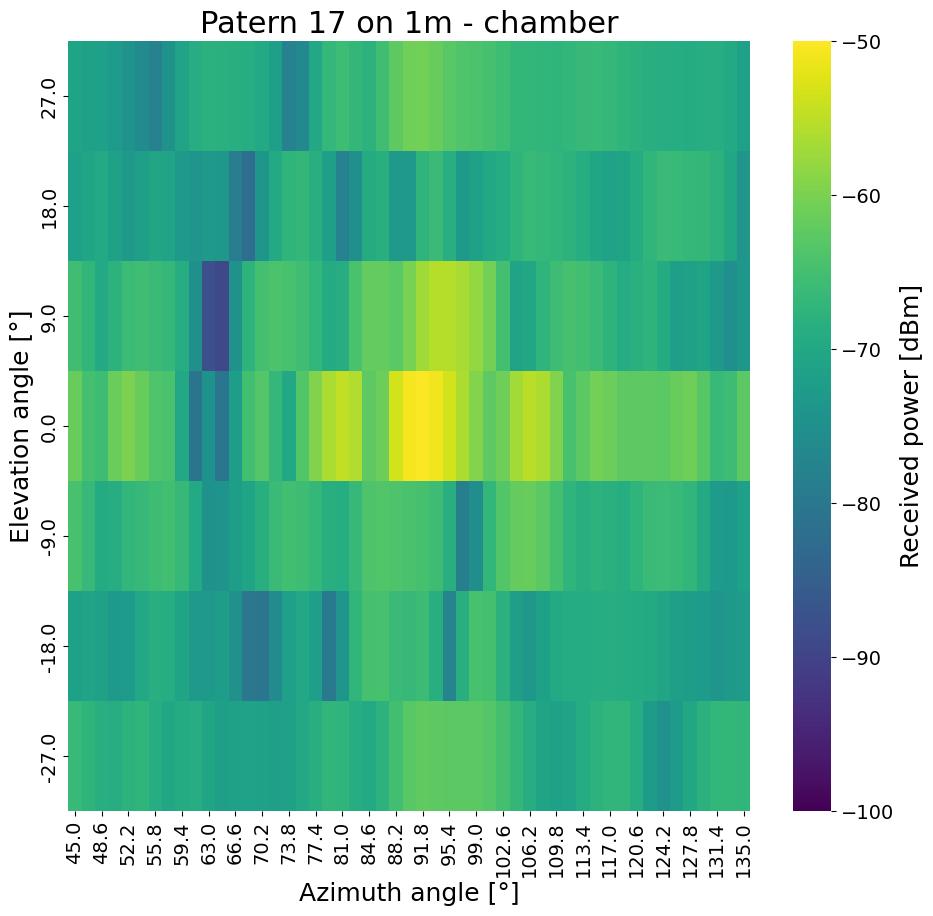 Patern 17 on 1m - chamber
Elevation angle [°]
27.0
18.0
9.0
0.0
-9.0
-18.0
-27.0
45.0 48.6 52.2 55.8 59.4 63.0 66.6 70.2 73.8 77.4 81.0 84.6 88.2 91.8 95.4 99.0 102.6 106.2 109.8 113.4 117.0 120.6 124.2 127.8 131.4 135.0
Azimuth angle [°]
−50
−60
−70
−80
−90
−100
Received power [dBm]